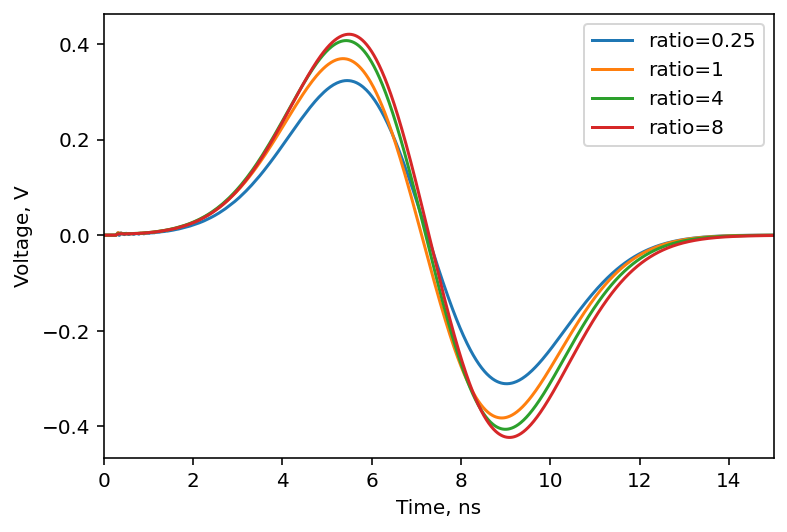 0.4
0.2
0.0
−0.2
−0.4
Voltage, V
0 2 4 6 8 10 12 14
Time, ns
ratio=0.25
ratio=1
ratio=4
ratio=8